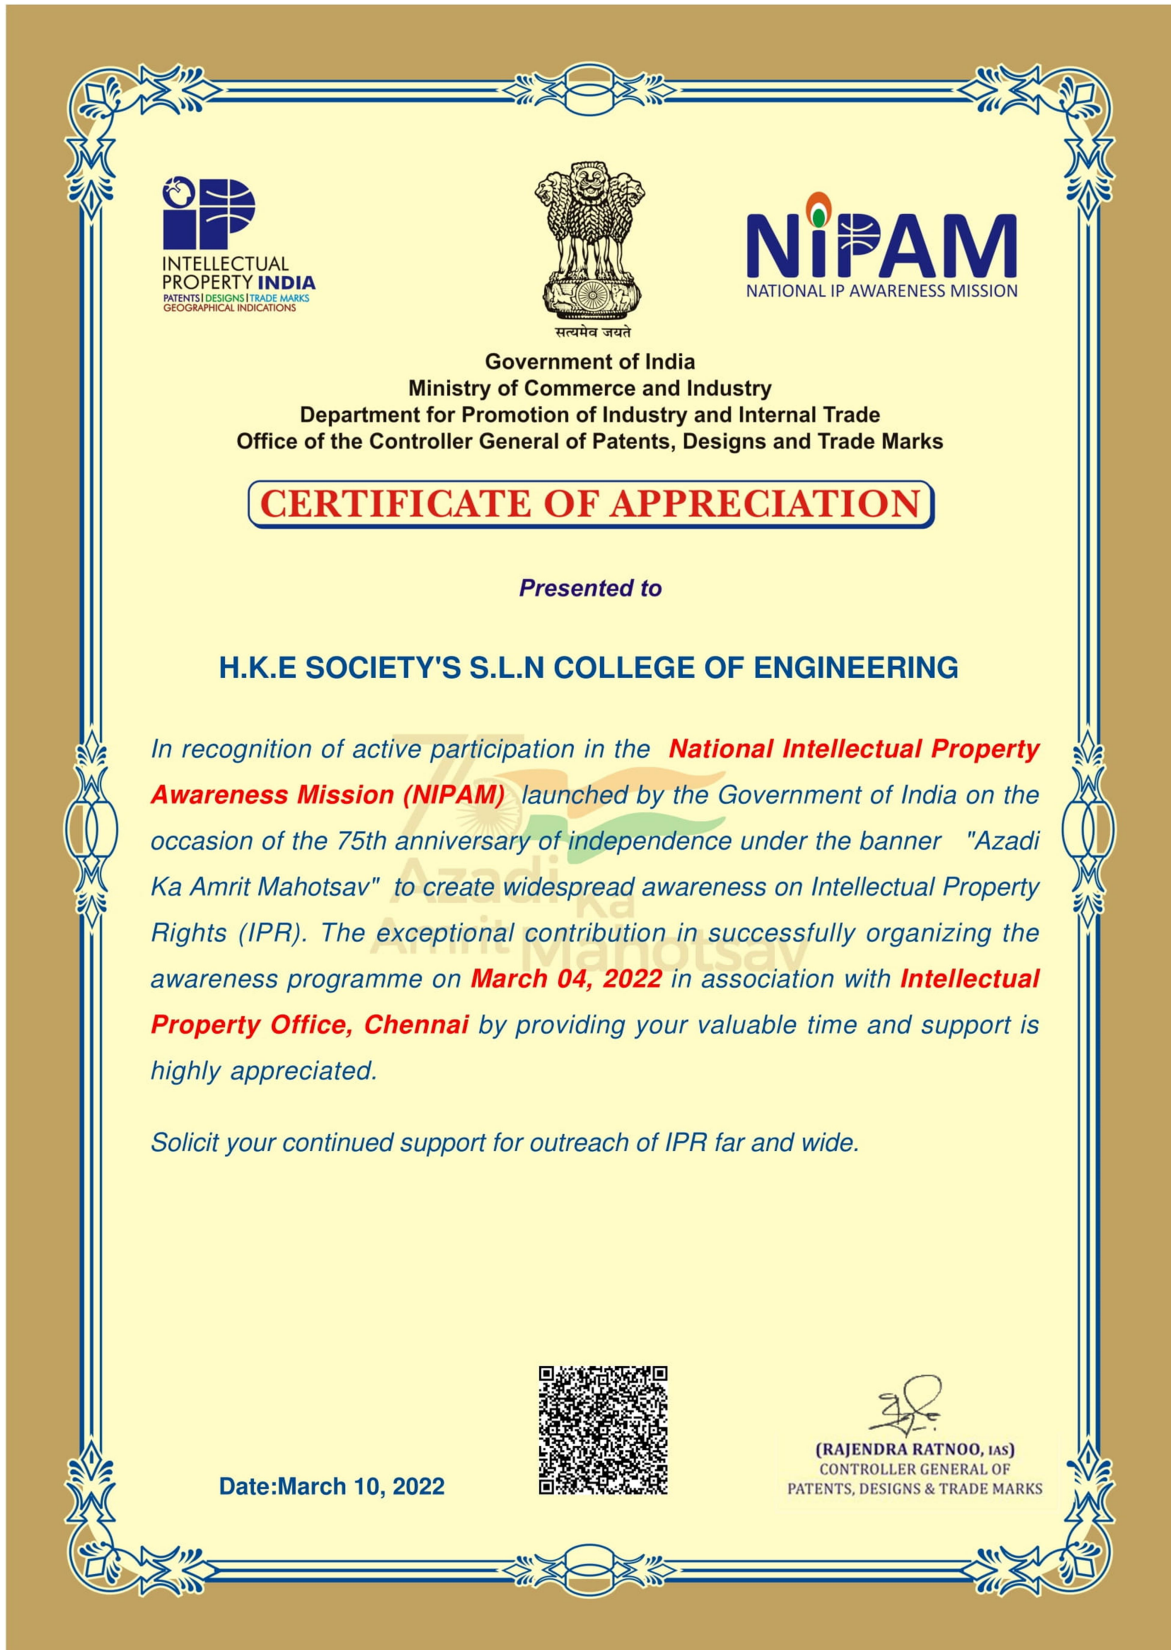 INTELLECTUAL
PROPERTY INDIA
PATENTS | DESIGNS | TRADE MARKS
GEOGRAPHICAL INDICATIONS
सत्यमेव जयते
NiPAM
NATIONAL IP AWARENESS MISSION
Government of India
Ministry of Commerce and Industry
Department for Promotion of Industry and Internal Trade
Office of the Controller General of Patents, Designs and Trade Marks
CERTIFICATE OF APPRECIATION
Presented to
H.K.E SOCIETY'S S.L.N COLLEGE OF ENGINEERING
In recognition of active participation in the National Intellectual Property
Awareness Mission (NIPAM) launched by the Government of India on the
occasion of the 75th anniversary of independence under the banner "Azadi
Ka Amrit Mahotsav" to create widespread awareness on Intellectual Property
Rights (IPR). The exceptional contribution in successfully organizing the
awareness programme on March 04, 2022 in association with Intellectual
Property Office, Chennai by providing your valuable time and support is
highly appreciated.
Azadi
Ka
Amrit Mahotsav
Solicit your continued support for outreach of IPR far and wide.
Date:March 10, 2022
(RAJENDRA RATNOO, IAS)
CONTROLLER GENERAL OF
PATENTS, DESIGNS & TRADE MARKS